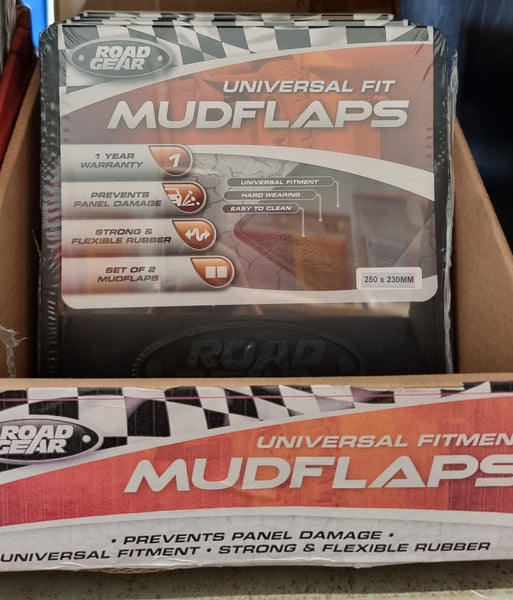 ROAD
GEAR
UNIVERSAL FIT
MUDFLAPS
1 YEAR
WARRANTY
1
PREVENTS
PANEL DAMAGE
STRONG
& FLEXIBLE RUBBER
SET OF 2
MUDFLAPS
UNIVERSAL FITMENT
HARD WEARING
EASY TO CLEAN
250 x 230MM
ROAD
GEAR
ROAD
GEAR
UNIVERSAL FITMEN
MUDFLAPS
· PREVENTS PANEL DAMAGE ·
UNIVERSAL FITMENT · STRONG & FLEXIBLE RUBBER